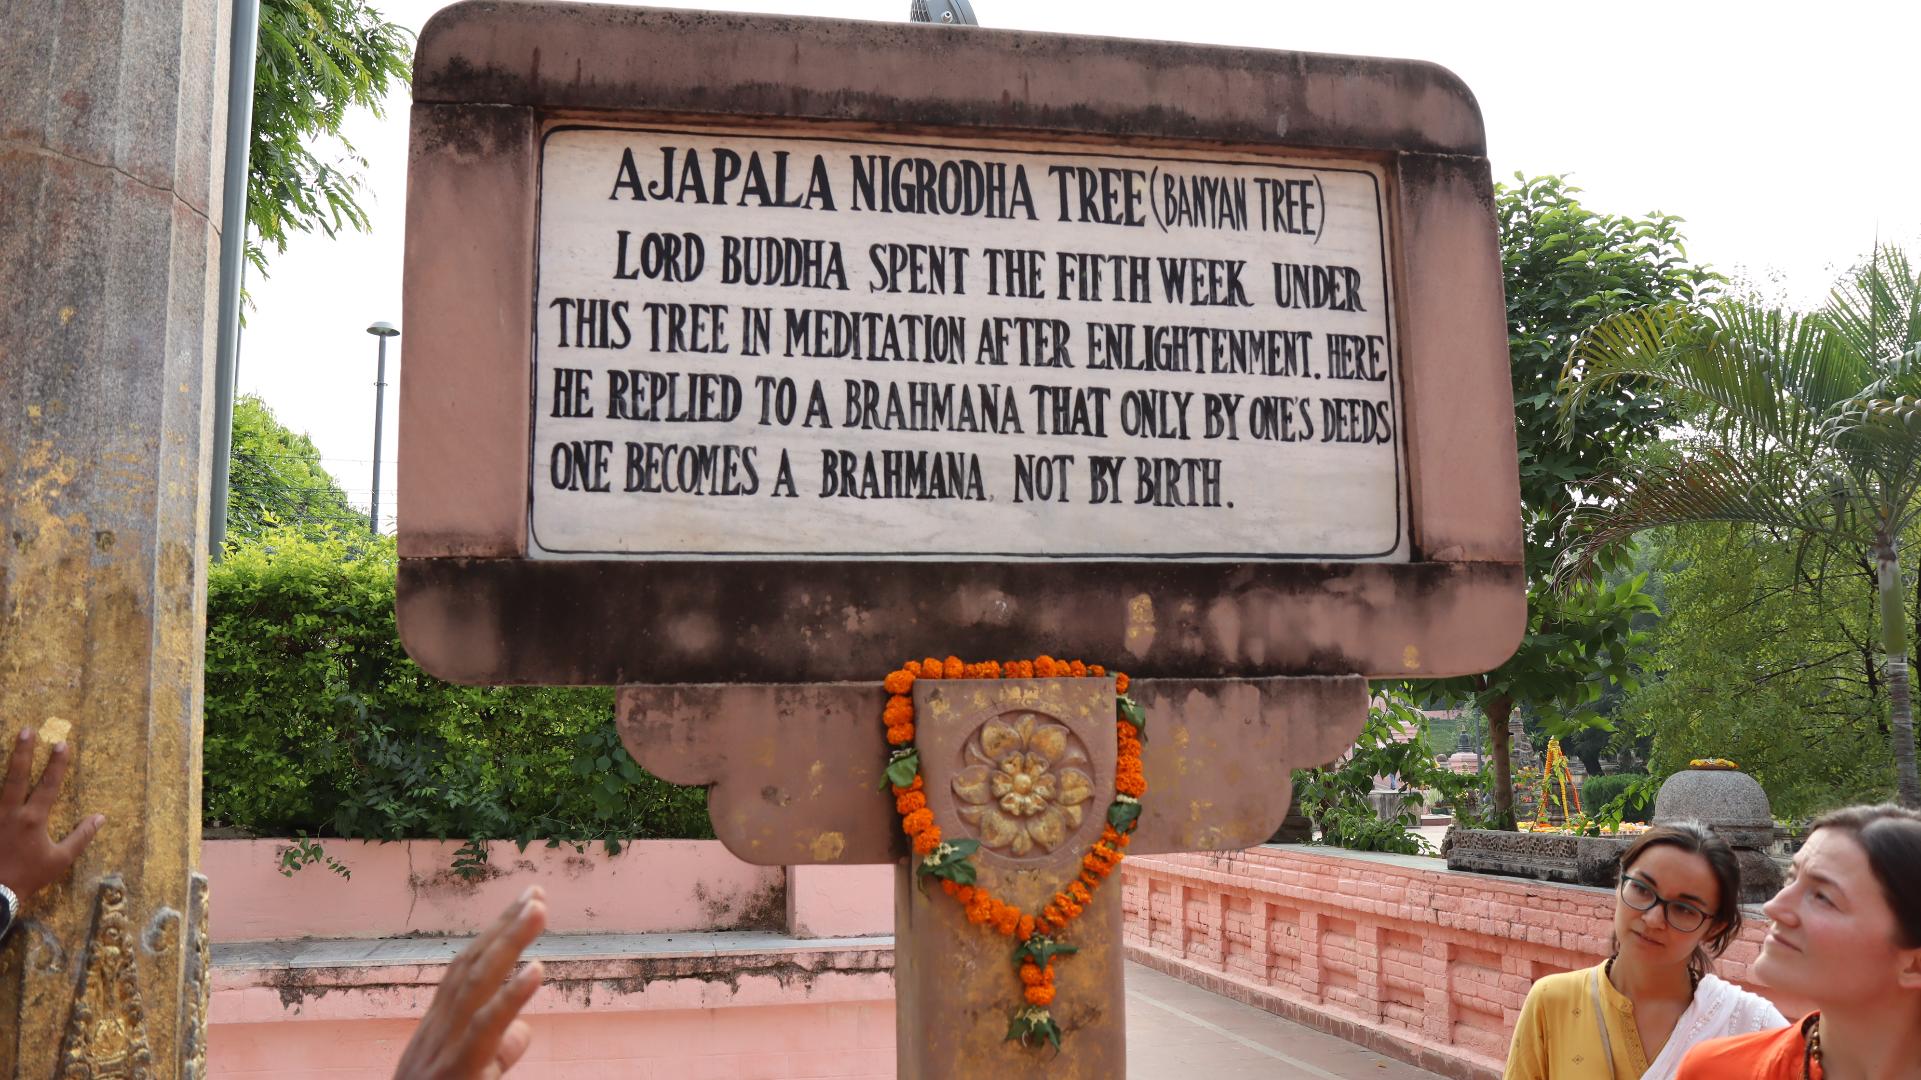 AJAPALA NIGRODHA TREE (BANYAN TREE)
LORD BUDDHA SPENT THE FIFTH WEEK UNDER
THIS TREE IN MEDITATION AFTER ENLIGHTENMENT. HERE
HE REPLIED TO A BRAHMANA THAT ONLY BY ONE'S DEEDS
ONE BECOMES A BRAHMANA, NOT BY BIRTH.